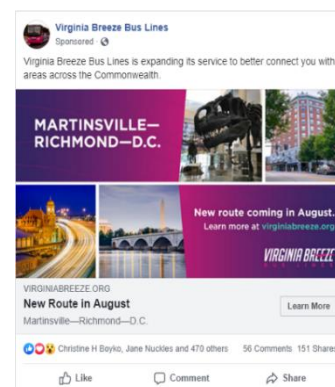 Virginia Breeze Bus Lines
Sponsored ·
Virginia Breeze Bus Lines is expanding its service to better connect you with
areas across the Commonwealth.
MARTINSVILLE—
RICHMOND—D.C.
New route coming in August.
Learn more at virginiabreeze.org
VIRGINIA BREEZE
BUS LINES
VIRGINIABREEZE.ORG
New Route in August
Martinsville—Richmond—D.C.
Learn More
Christine H Boyko, Jane Nuckles and 470 others 56 Comments 151 Shares
Like Comment Share